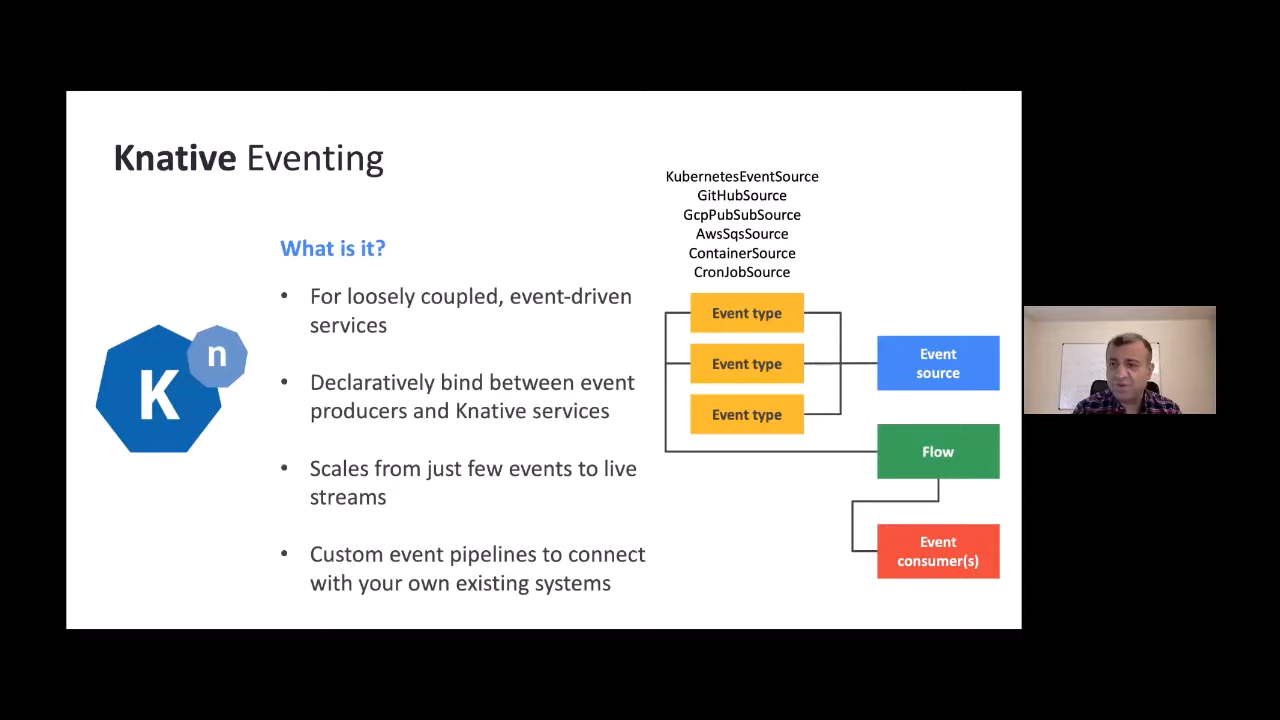 Knative Eventing
What is it?
• For loosely coupled, event-driven
services
• Declaratively bind between event
producers and Knative services
• Scales from just few events to live
streams
• Custom event pipelines to connect
with your own existing systems
K
n
KubernetesEventSource
GitHubSource
GcpPubSubSource
AwsSqsSource
ContainerSource
CronJobSource
Event type
Event type
Event type
Event
source
Flow
Event
consumer(s)